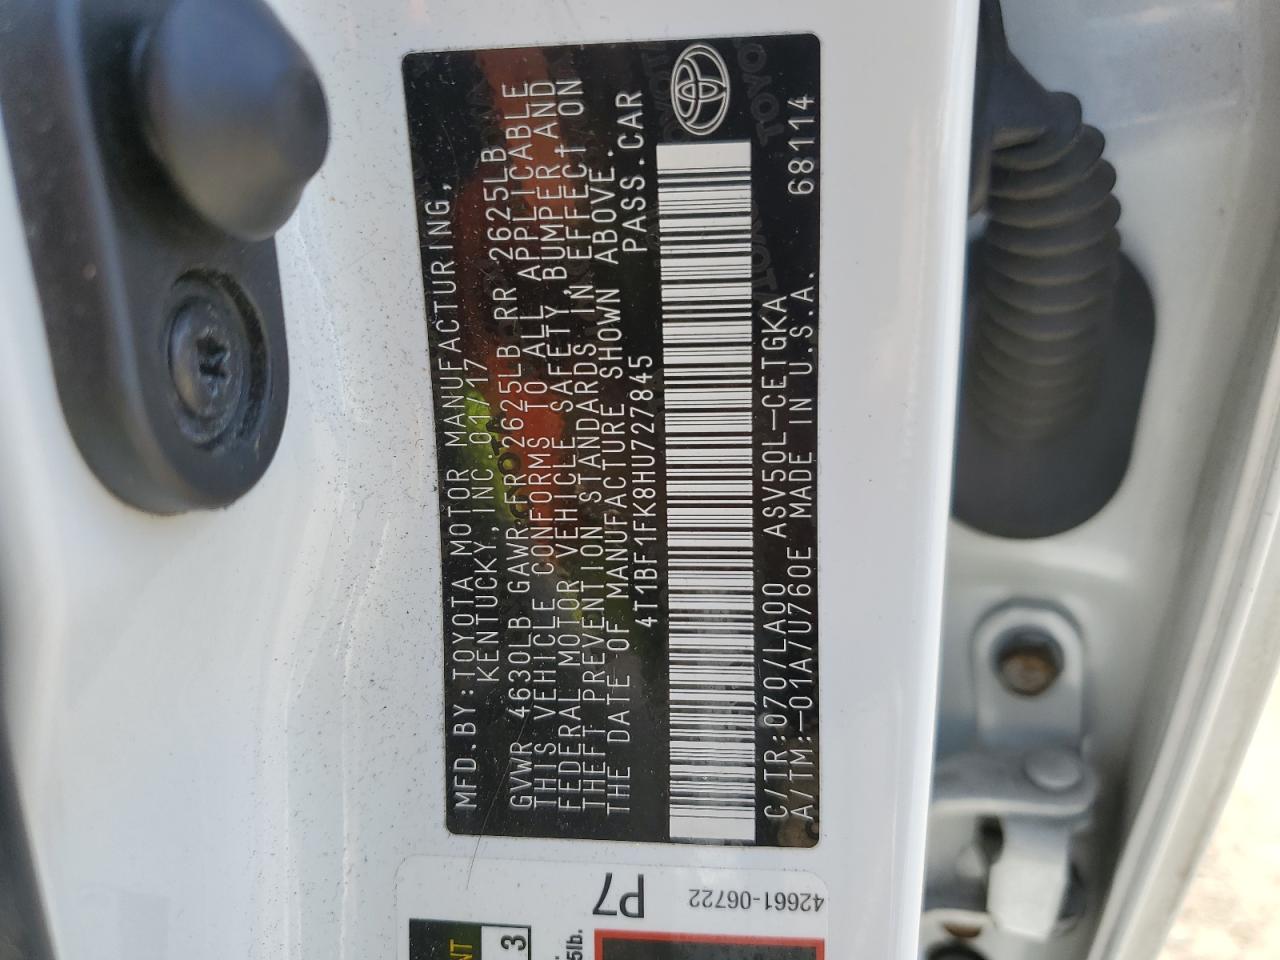 MFD.BY:TOYOTA MOTOR MANUFACTURING,
KENTUCKY,INC.01/17
GVWR 4630LB GAWR FR 2625LB RR 2625LB
THIS VEHICLE CONFORMS TO ALL APPLICABLE
FEDERAL MOTOR VEHICLE SAFETY,BUMPER,AND
THEFT PREVENTION STANDARDS IN EFFECT ON
THE DATE OF MANUFACTURE SHOWN ABOVE.
4T1BF1FK8HU727845 PASS.CAR
C/TR:070/LA00 ASV50L-CETGKA
A/TM:-01A/U760E MADE IN U.S.A. 68114
P7
42661-06722
3